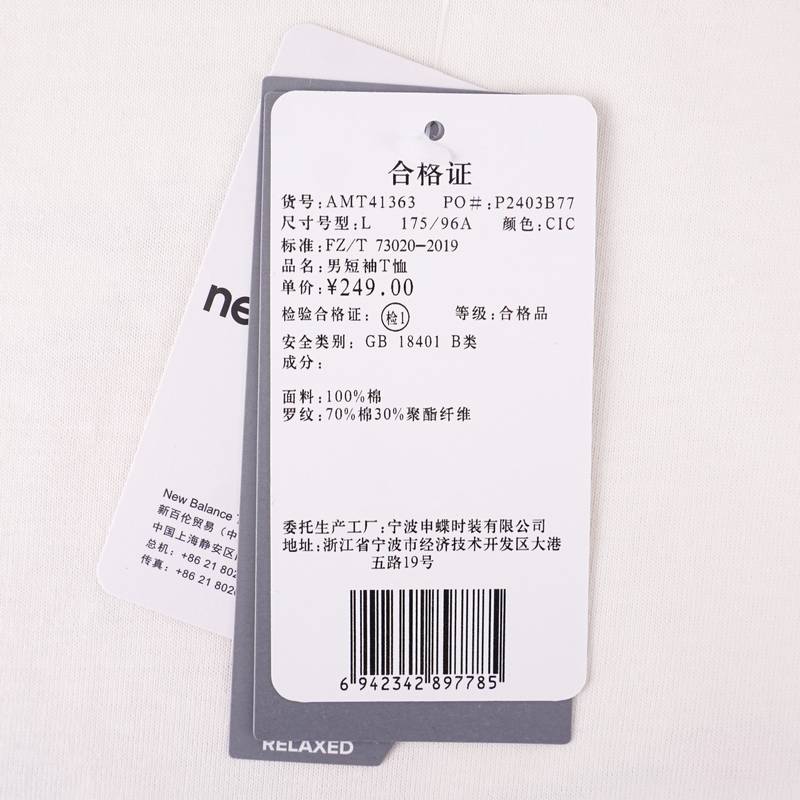 合格证
货号:AMT41363 PO#:P2403B77
尺寸号型:L 175/96A 颜色:CIC
标准:FZ/T 73020-2019
品名:男短袖T恤
单价:¥249.00
检验合格证: 检1 等级:合格品
安全类别: GB 18401 B类
成分:
面料:100%棉
罗纹:70%棉30%聚酯纤维
委托生产工厂:宁波申蝶时装有限公司
地址:浙江省宁波市经济技术开发区大港
五路19号
6 942342 897785
ne
New Balance
新百伦贸易（中
中国上海静安区
总机: +86 21 802
传真: +86 21 802
RELAXED